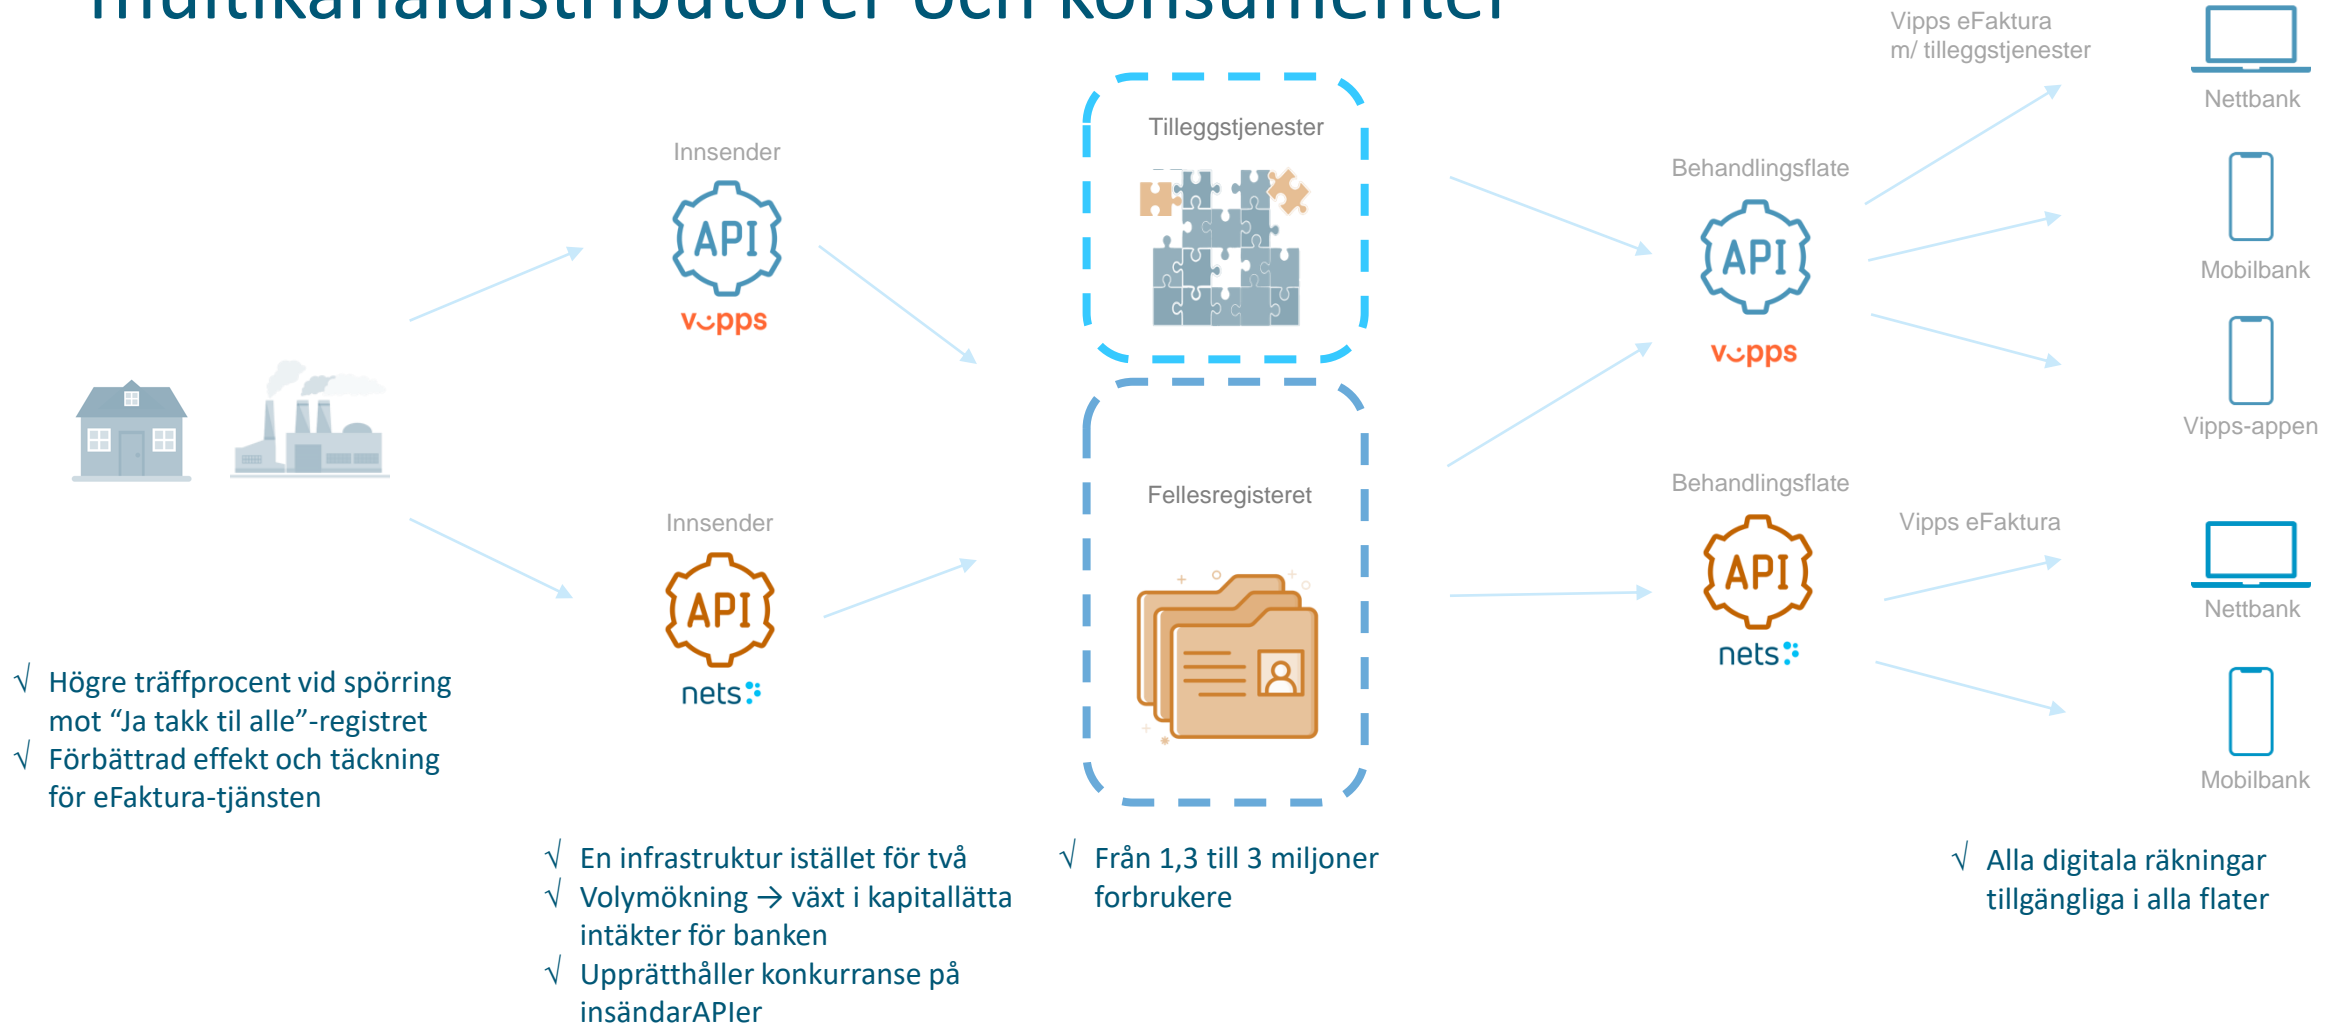 multikanaldistributörer och konsumenter
Vipps eFaktura
m/ tilleggstjenester
Nettbank
Tilleggstjenester
Innsender
API
vipps
Behandlingsflate
API
vipps
Mobilbank
Vipps-appen
Fellesregisteret
Innsender
API
nets
Behandlingsflate
API
nets
Vipps eFaktura
Nettbank
Mobilbank
√ Högre träffprocent vid spörring
mot “Ja takk til alle”-registret
√ Förbättrad effekt och täckning
för eFaktura-tjänsten
√ En infrastruktur istället för två
√ Volymökning → växt i kapitallätta
intäkter för banken
√ Upprätthåller konkurranse på
insändarAPIer
√ Från 1,3 till 3 miljoner
forbrukere
√ Alla digitala räkningar
tillgängliga i alla flater